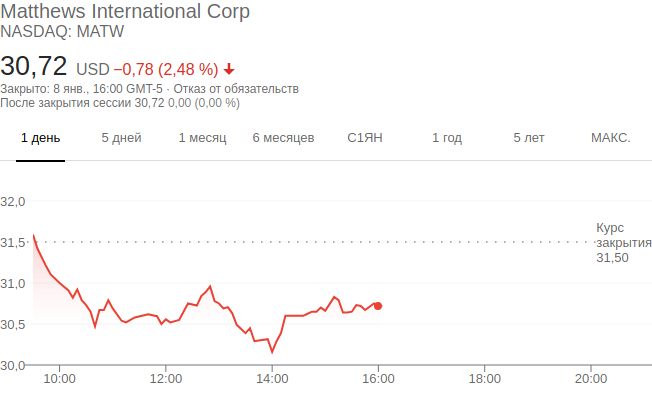 Matthews International Corp
NASDAQ: MATW
30,72 USD −0,78 (2,48 %)
Закрыто: 8 янв., 16:00 GMT-5 · Отказ от обязательств
После закрытия сессии 30,72 0,00 (0,00 %)
1 день 5 дней 1 месяц 6 месяцев С1ЯН 1 год 5 лет МАКС.
32,0
Курс
31,5 закрытия
31,50
31,0
30,5
30,0
10:00 12:00 14:00 16:00 18:00 20:00